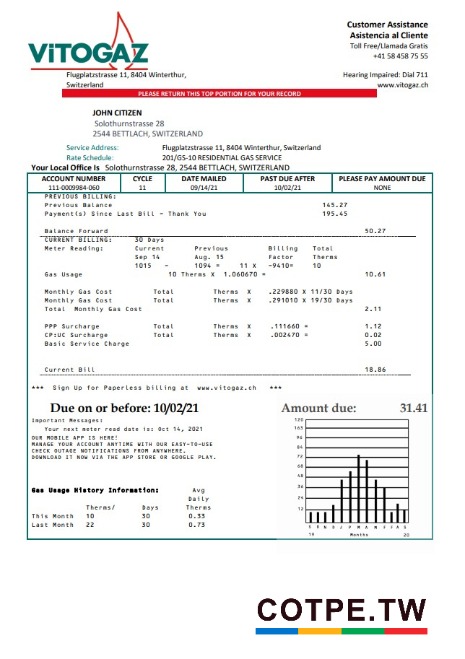 ViTOGAZ
SWITZERLAND
Customer Assistance
Asistencia al Cliente
Toll Free/Llamada Gratis
+41 58 458 75 55
Flugplatzstrasse 11, 8404 Winterthur,
Switzerland
Hearing Impaired: Dial 711
www.vitogaz.ch
PLEASE RETURN THIS TOP PORTION FOR YOUR RECORD
JOHN CITIZEN
Solothurnstrasse 28
2544 BETTLACH, SWITZERLAND
Service Address: Flugplatzstrasse 11, 8404 Winterthur, Switzerland
Rate Schedule: 201/GS-10 RESIDENTIAL GAS SERVICE
Your Local Office Is Solothurnstrasse 28, 2544 BETTLACH, SWITZERLAND
ACCOUNT NUMBER CYCLE DATE MAILED PAST DUE AFTER PLEASE PAY AMOUNT DUE
111-0009984-060 11 09/14/21 10/02/21 NONE
PREVIOUS BILLING:
Previous Balance 145.27
Payment(s) Since Last Bill - Thank You 195.45
Balance Forward 50.27
CURRENT BILLING: 30 Days
Meter Reading: Current Previous Billing Total
Sep 14 Aug. 15 Factor Therms
1015 - 1094 = 11 X -9410= 10
Gas Usage 10 Therms X 1.060670 = 10.61
Monthly Gas Cost Total Therms X .229880 X 11/30 Days
Monthly Gas Cost Total Therms X .291010 X 19/30 Days
Total Monthly Gas Cost 2.11
PPP Surcharge Total Therms X .111660 = 1.12
CP:UC Surcharge Total Therms X .002470 = 0.02
Basic Service Charge 5.00
Current Bill 18.86
*** Sign Up for Paperless billing at www.vitogaz.ch ***
Due on or before: 10/02/21 Amount due: 31.41
Important Messages:
Your next meter read date is: Oct 14, 2021
OUR MOBILE APP IS HERE!
MANAGE YOUR ACCOUNT ANYTIME WITH OUR EASY-TO-USE
CHECK OUTAGE NOTIFICATIONS FROM ANYWHERE,
DOWNLOAD IT NOW VIA THE APP STORE OR GOOGLE PLAY.
Gas Usage History Information: Avg
Daily
Therms/ Days Therms
This Month 10 30 0.33
Last Month 22 30 0.73
120
168
96
84
72
60
48
36
24
12
S O N D J F M A M J J A S
19 Months 20
COTPE.TW